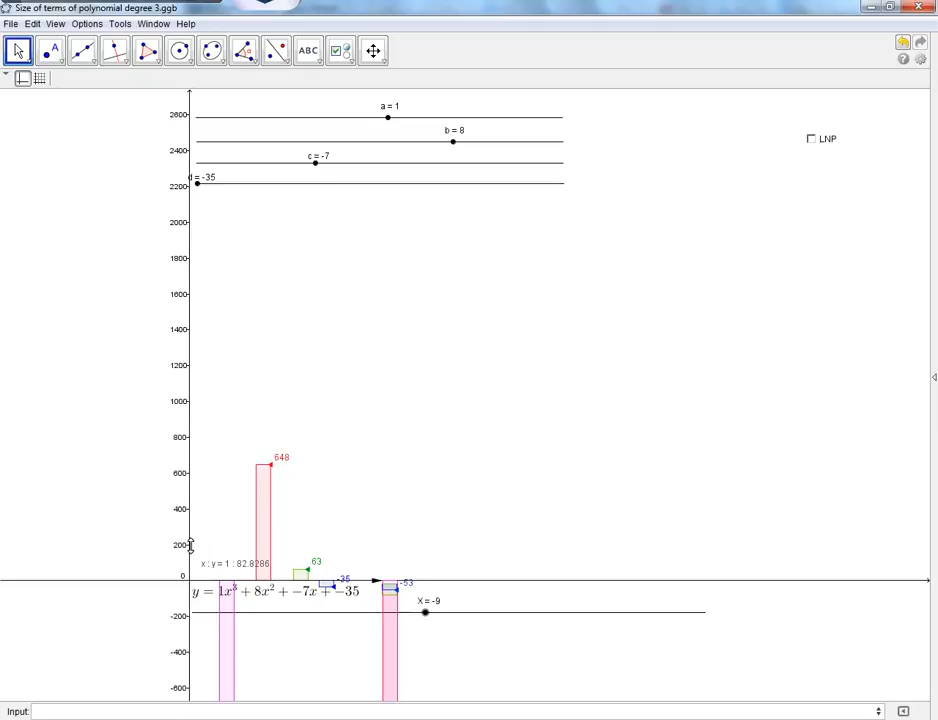 Size of terms of polynomial degree 3.ggb
File Edit View Options Tools Window Help
ABC
a = 1
2600
b = 8
LNP
2400
c = -7
d = -35
2200
2000
1800
1600
1400
1200
1000
800
648
600
400
200
x : y = 1 : 82.8286
63
0
-35
-53
y = 1x³ + 8x² + −7x + −35
X = -9
-200
-400
-600
Input: